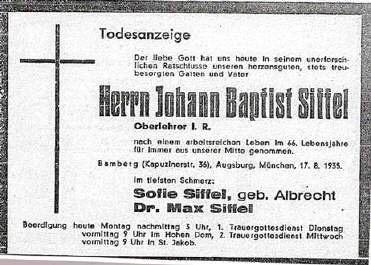 Todesanzeige
Der liebe Gott hat uns heute in seinem unerforsch-
lichen Ratschlusse unseren herzensguten, stets treu-
besorgten Gatten und Vater
Herrn Johann Baptist Siffel
Oberlehrer i. R.
nach einem arbeitsreichen Leben im 66. Lebensjahre
für immer aus unserer Mitte genommen.
Bamberg (Kapuzinerstr. 36), Augsburg, München, 17. 8. 1935.
Im tiefsten Schmerz:
Sofie Siffel, geb. Albrecht
Dr. Max Siffel
Beerdigung heute Montag nachmittag 3 Uhr, 1. Trauergottesdienst Dienstag
vormittag 9 Uhr im Hohen Dom, 2. Trauergottesdienst Mittwoch
vormittag 9 Uhr in St. Jakob.